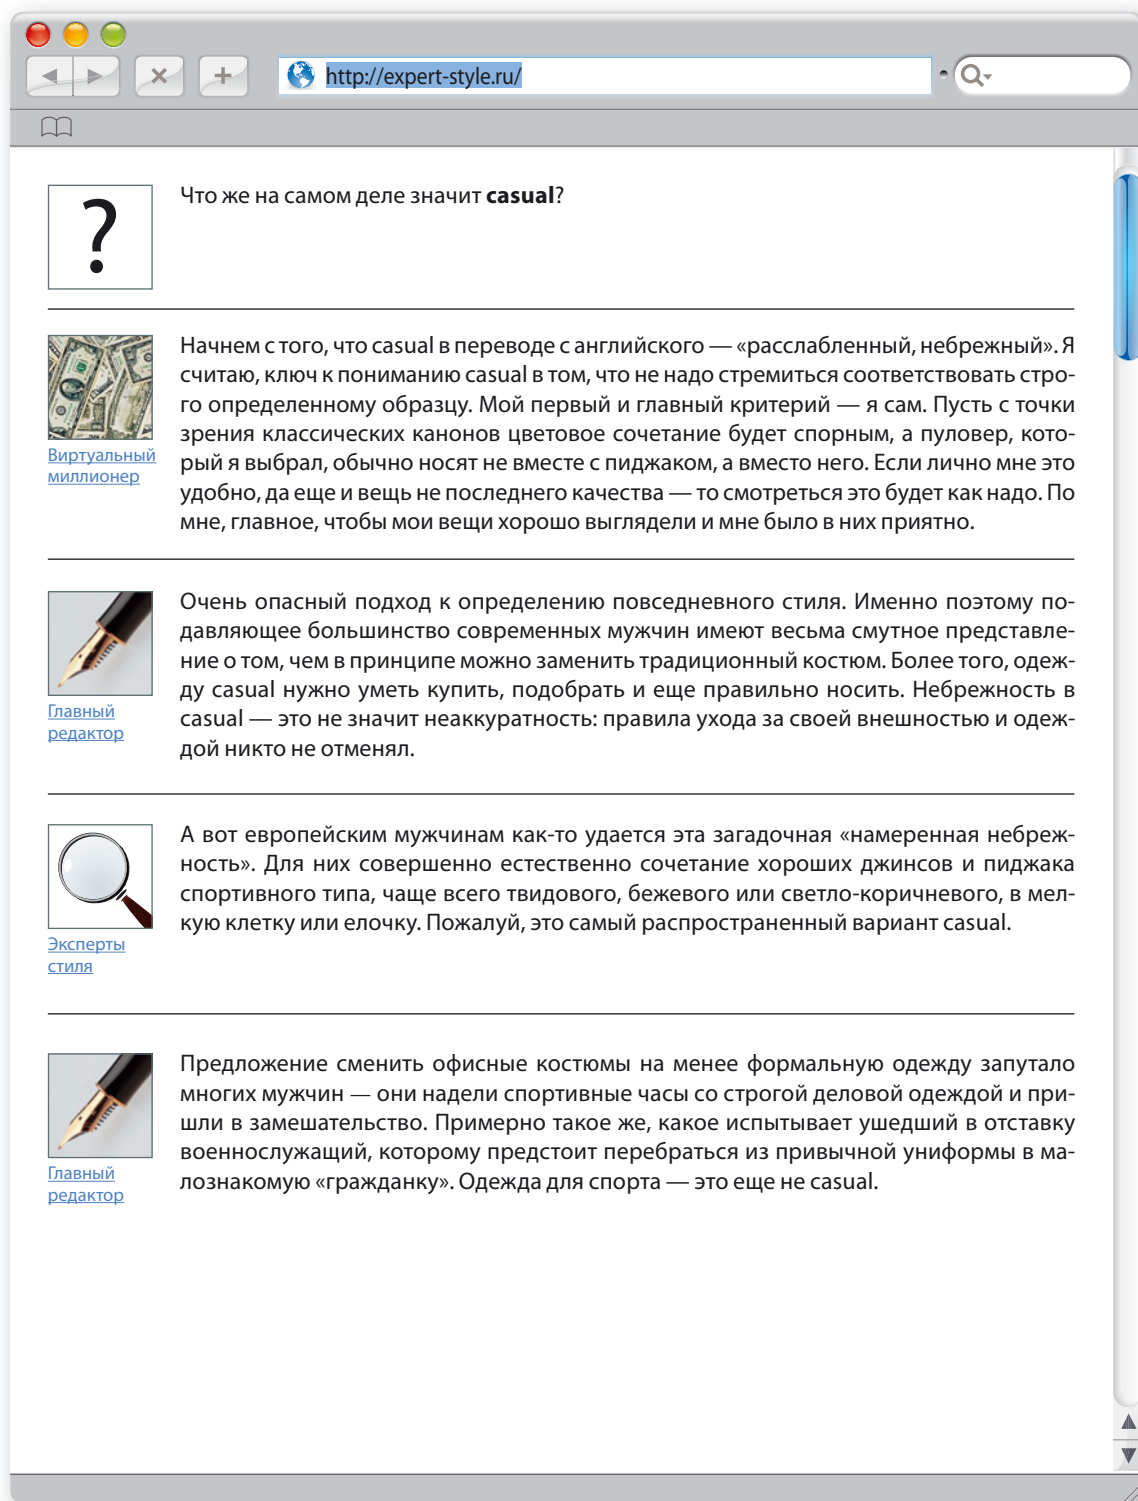 http://expert-style.ru/
?
Что же на самом деле значит casual?
Начнем с того, что casual в переводе с английского — «расслабленный, небрежный». Я
считаю, ключ к пониманию casual в том, что не надо стремиться соответствовать стро-
го определенному образцу. Мой первый и главный критерий — я сам. Пусть с точки
зрения классических канонов цветовое сочетание будет спорным, а пуловер, кото-
рый я выбрал, обычно носят не вместе с пиджаком, а вместо него. Если лично мне это
удобно, да еще и вещь не последнего качества — то смотреться это будет как надо. По
мне, главное, чтобы мои вещи хорошо выглядели и мне было в них приятно.
Виртуальный
миллионер
Очень опасный подход к определению повседневного стиля. Именно поэтому по-
давляющее большинство современных мужчин имеют весьма смутное представле-
ние о том, чем в принципе можно заменить традиционный костюм. Более того, одеж-
ду casual нужно уметь купить, подобрать и еще правильно носить. Небрежность в
casual — это не значит неаккуратность: правила ухода за своей внешностью и одеж-
дой никто не отменял.
Главный
редактор
А вот европейским мужчинам как-то удается эта загадочная «намеренная небреж-
ность». Для них совершенно естественно сочетание хороших джинсов и пиджака
спортивного типа, чаще всего твидового, бежевого или светло-коричневого, в мел-
кую клетку или елочку. Пожалуй, это самый распространенный вариант casual.
Эксперты
стиля
Предложение сменить офисные костюмы на менее формальную одежду запутало
многих мужчин — они надели спортивные часы со строгой деловой одеждой и при-
шли в замешательство. Примерно такое же, какое испытывает ушедший в отставку
военнослужащий, которому предстоит перебраться из привычной униформы в ма-
лознакомую «гражданку». Одежда для спорта — это еще не casual.
Главный
редактор